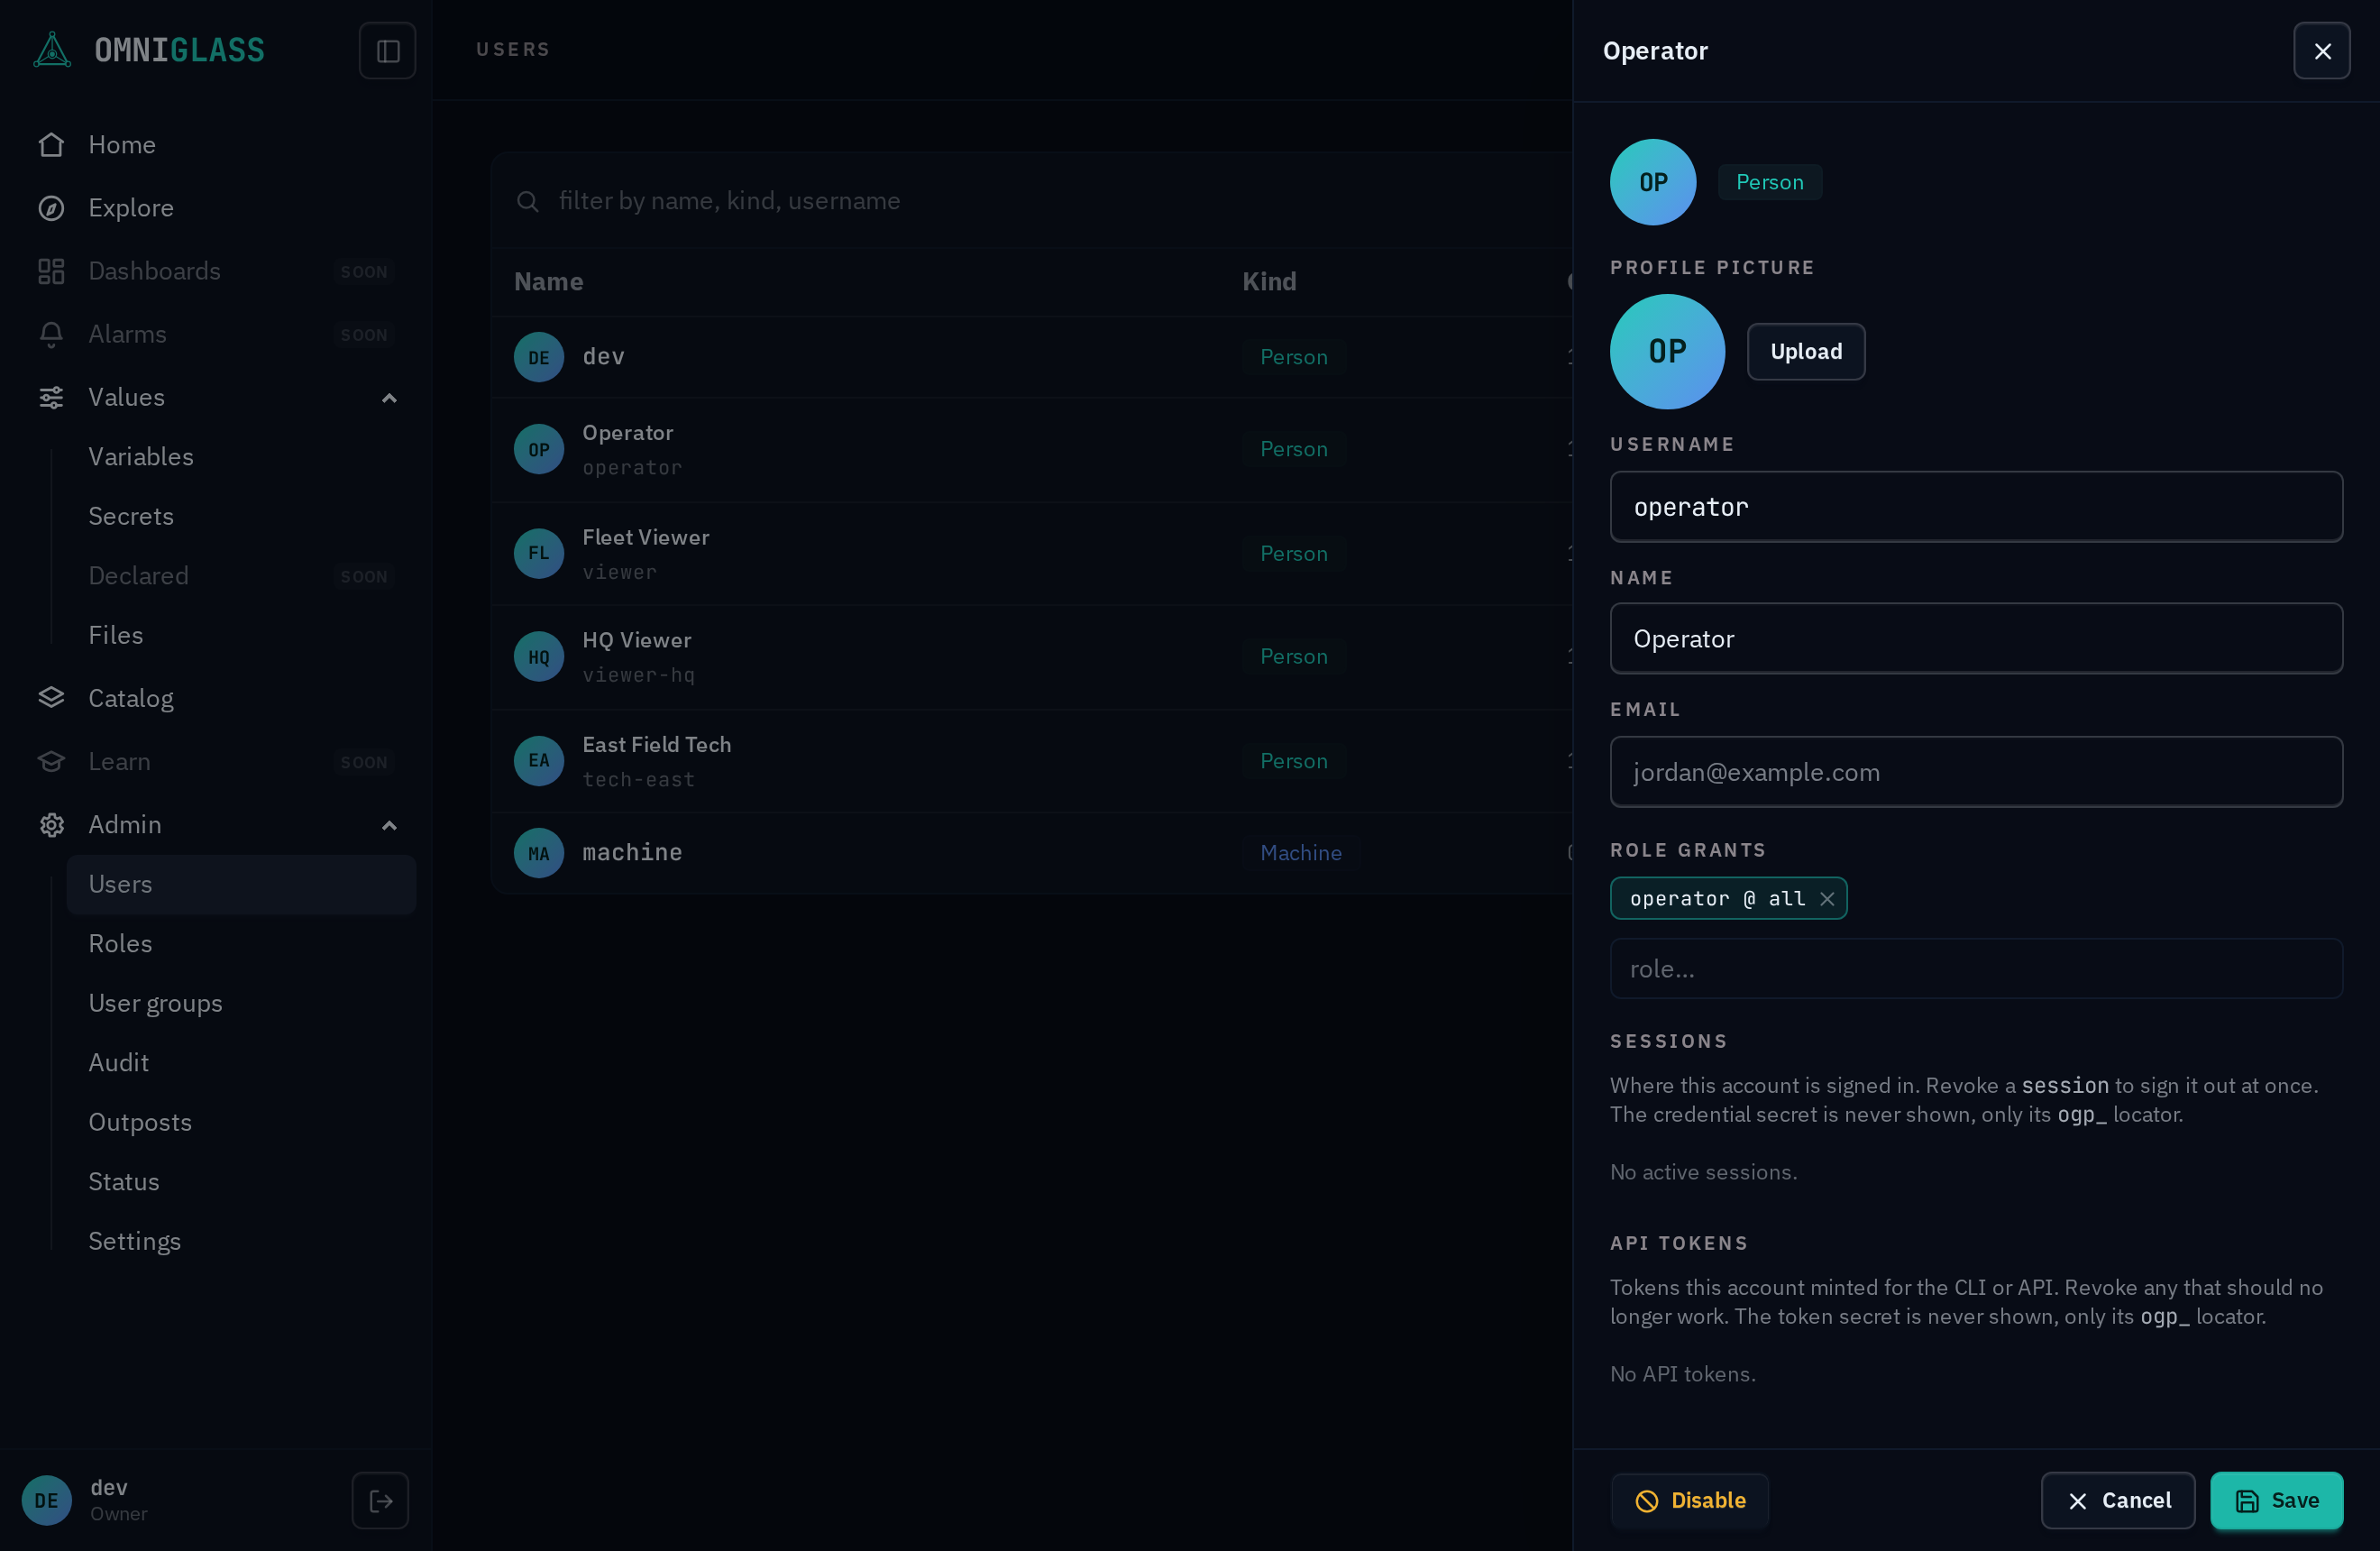 OMNIGLASS
Home
Explore
Dashboards SOON
Alarms SOON
Values
Variables
Secrets
Declared SOON
Files
Catalog
Learn SOON
Admin
Users
Roles
User groups
Audit
Outposts
Status
Settings
DE
dev
Owner
USERS
filter by name, kind, username
Name Kind
DE dev Person
OP Operator Person
operator
FL Fleet Viewer Person
viewer
HQ HQ Viewer Person
viewer-hq
EA East Field Tech Person
tech-east
MA machine Machine
Operator
OP Person
PROFILE PICTURE
OP Upload
USERNAME
operator
NAME
Operator
EMAIL
jordan@example.com
ROLE GRANTS
operator @ all
role...
SESSIONS
Where this account is signed in. Revoke a session to sign it out at once.
The credential secret is never shown, only its ogp_ locator.
No active sessions.
API TOKENS
Tokens this account minted for the CLI or API. Revoke any that should no
longer work. The token secret is never shown, only its ogp_ locator.
No API tokens.
Disable Cancel Save